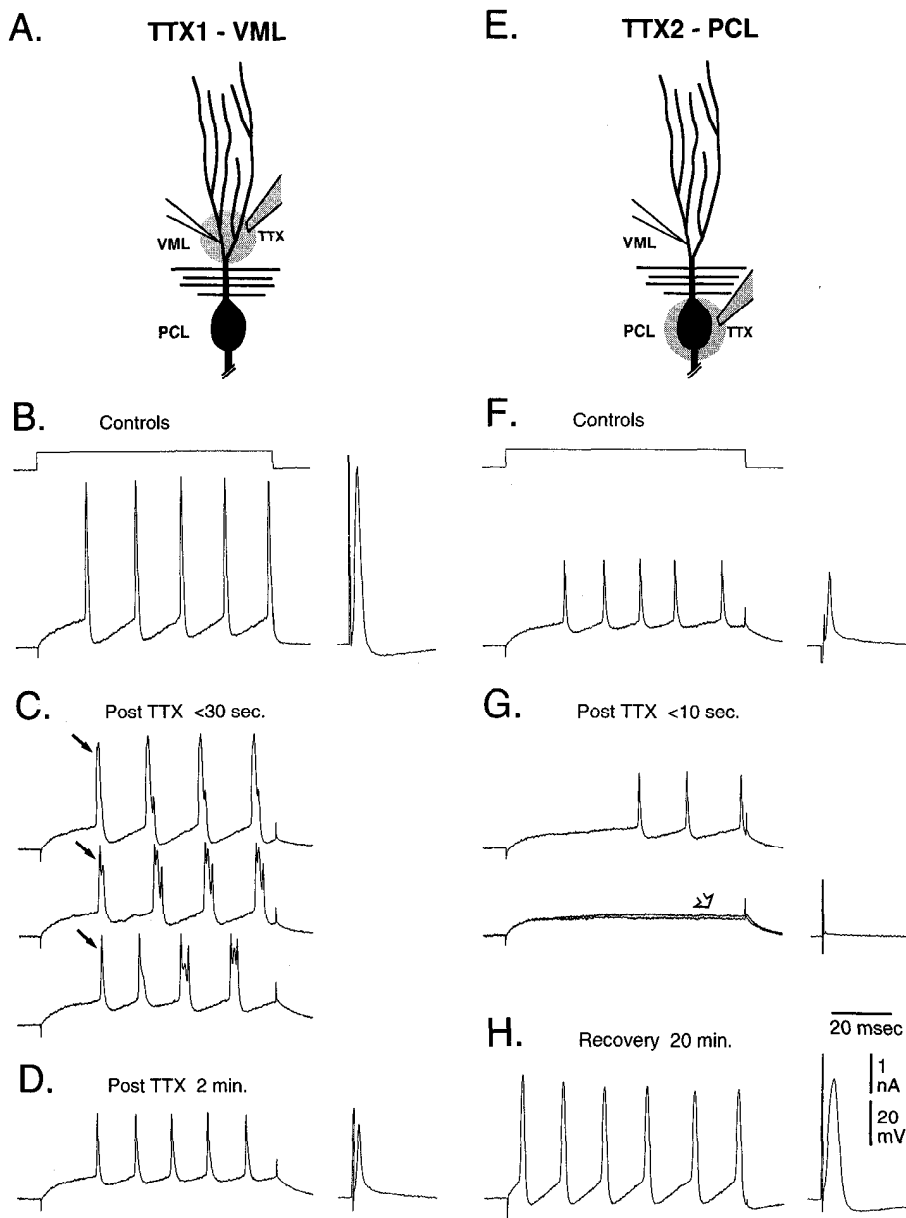 A. TTX1 - VML
VML
TTX
PCL
B. Controls
C. Post TTX <30 sec.
D. Post TTX 2 min.
E. TTX2 - PCL
VML
PCL
TTX
F. Controls
G. Post TTX <10 sec.
20 msec
H. Recovery 20 min.
1
nA
20
mV